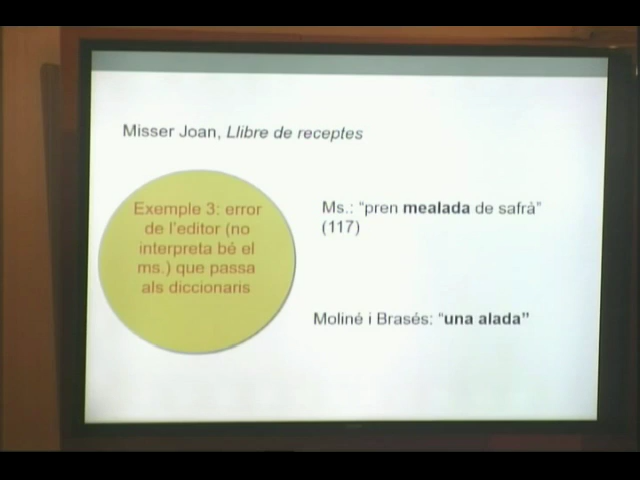 Misser Joan, Llibre de receptes
Exemple 3: error
de l'editor (no
interpreta bé el
ms.) que passa
als diccionaris
Ms.: "pren mealada de safrà"
(117)
Moliné i Brasés: "una alada"